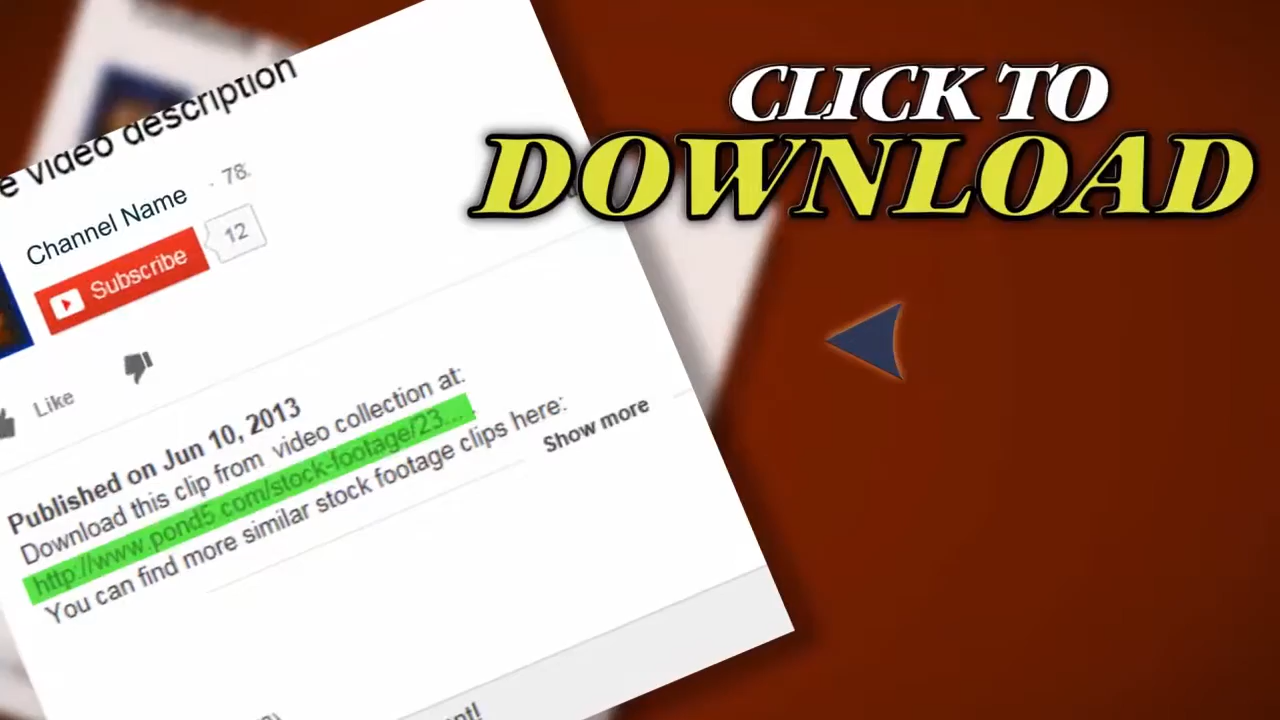 CLICK TO
DOWNLOAD
e video description
Channel Name
78
Subscribe
12
Like
Published on Jun 10, 2013
Download this clip from video collection at:
http://www.pond5.com/stock-footage/23...
You can find more similar stock footage clips here:
Show more